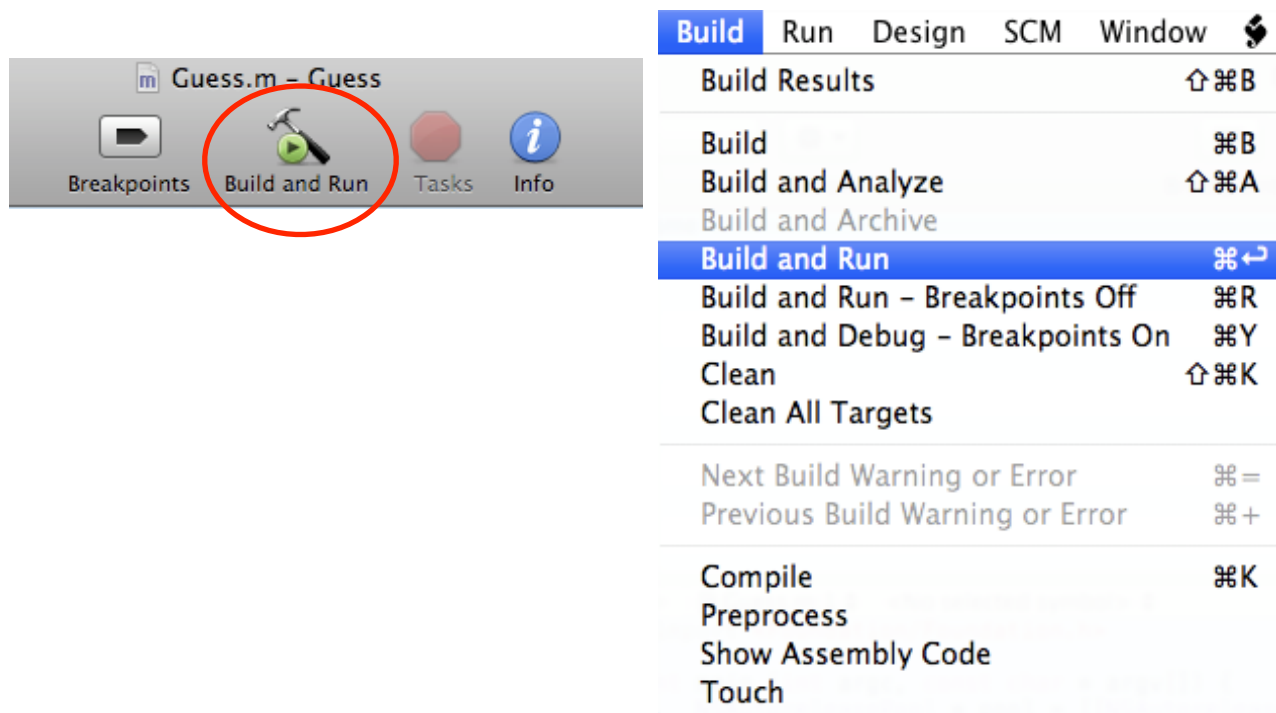 Guess.m – Guess
Breakpoints Build and Run Tasks Info
Build Run Design SCM Window
Build Results ⇧⌘B
Build ⌘B
Build and Analyze ⇧⌘A
Build and Archive
Build and Run ⌘↩
Build and Run – Breakpoints Off ⌘R
Build and Debug – Breakpoints On ⌘Y
Clean ⇧⌘K
Clean All Targets
Next Build Warning or Error ⌘=
Previous Build Warning or Error ⌘+
Compile ⌘K
Preprocess
Show Assembly Code
Touch